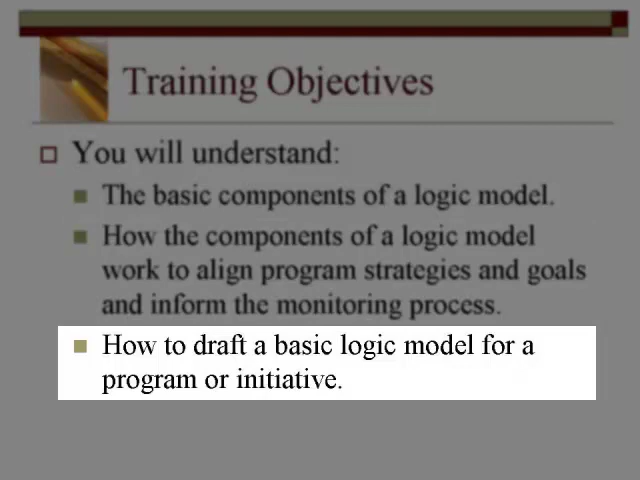 Training Objectives
You will understand:
The basic components of a logic model.
How the components of a logic model
work to align program strategies and goals
and inform the monitoring process.
How to draft a basic logic model for a
program or initiative.